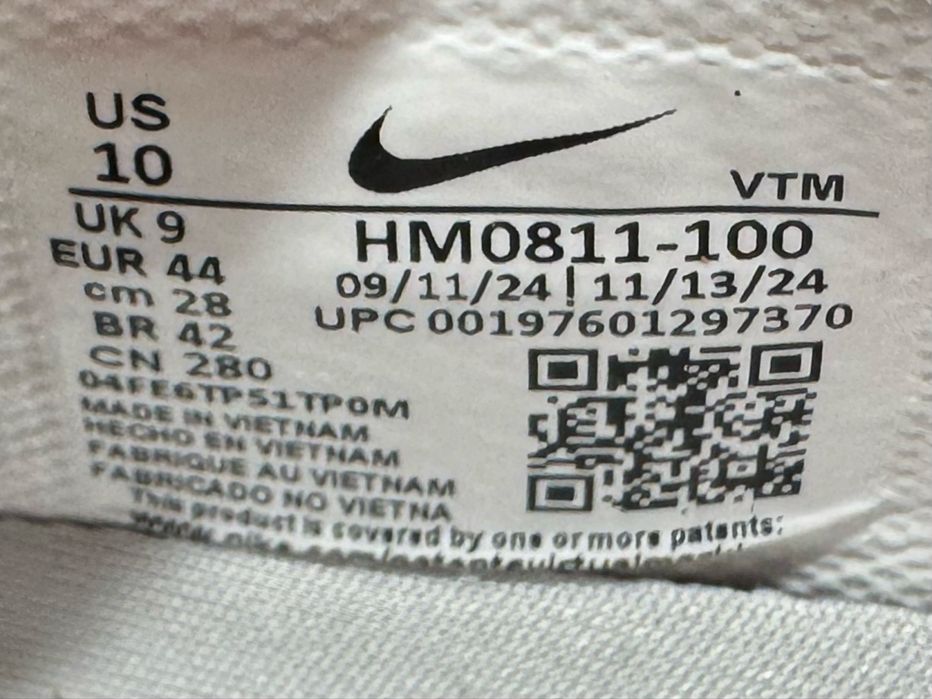 US
10
VTM
UK 9
EUR 44
cm 28
BR 42
CN 280
HM0811-100
09/11/24 | 11/13/24
UPC 00197601297370
04FE6TP51TP0M
MADE IN VIETNAM
HECHO EN VIETNAM
FABRIQUE AU VIETNAM
FABRICADO NO VIETNA
This product is covered by one or more patents: